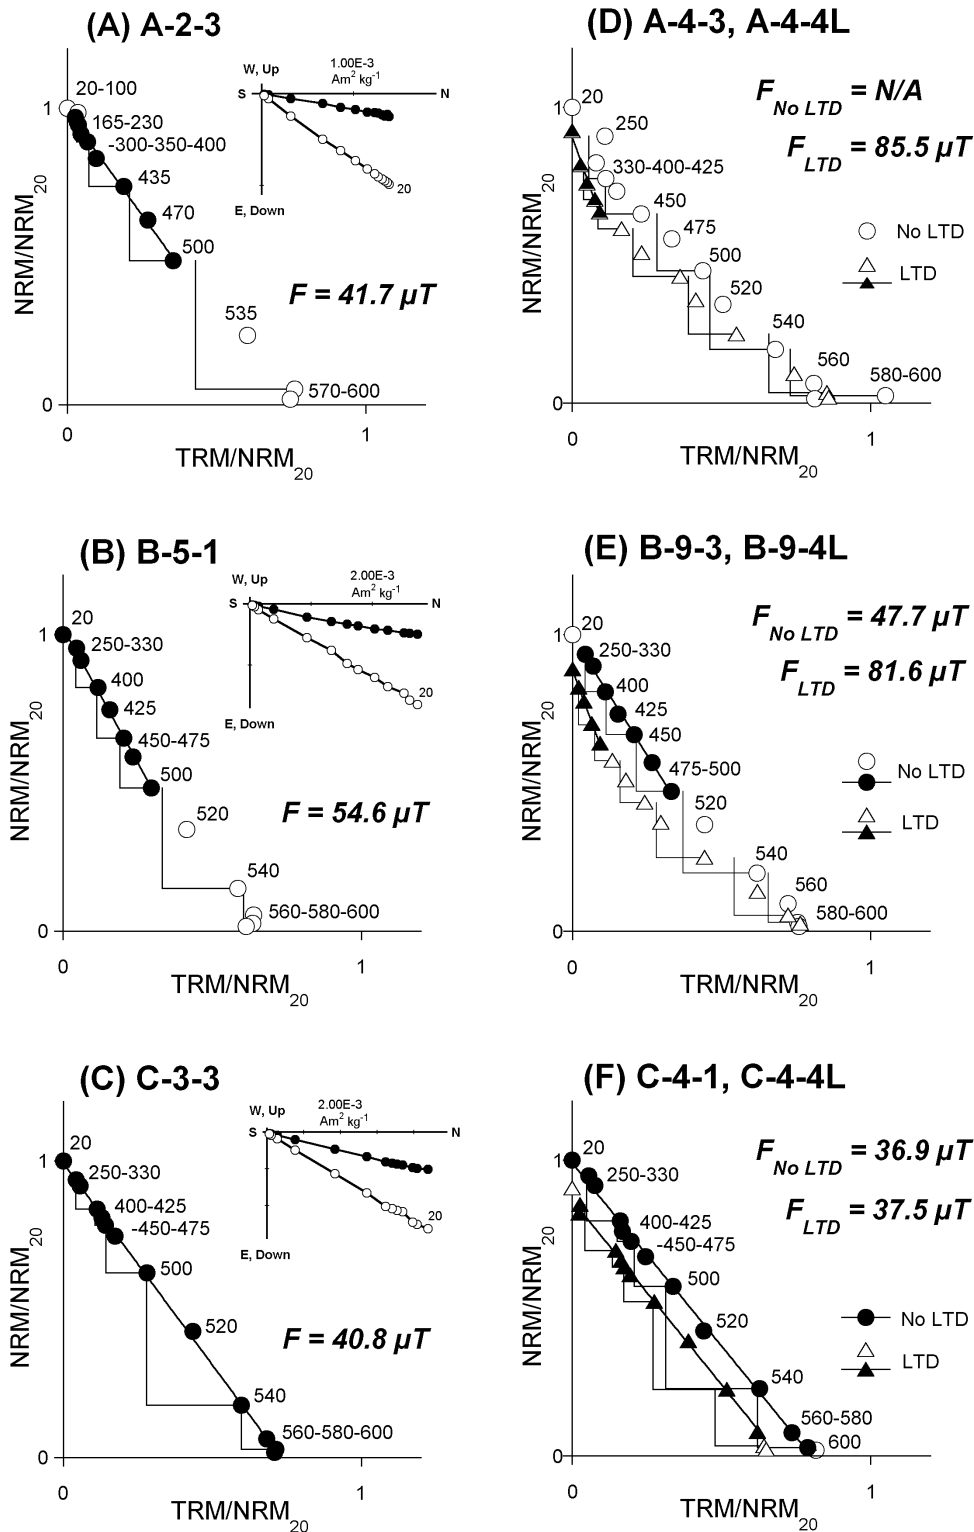 (A) A-2-3
1
20-100
165-230
-300-350-400
435
470
500
535
570-600
0
0
1
NRM/NRM20
TRM/NRM20
W, Up
1.00E-3
Am2 kg-1
S
N
20
E, Down
F = 41.7 µT
(D) A-4-3, A-4-4L
FNo LTD = N/A
FLTD = 85.5 µT
1
20
250
330-400-425
450
475
500
520
540
560
580-600
No LTD
LTD
0
0
1
NRM/NRM20
TRM/NRM20
(B) B-5-1
1
20
250-330
400
425
450-475
500
520
540
560-580-600
0
0
1
NRM/NRM20
TRM/NRM20
W, Up
2.00E-3
Am2 kg-1
S
N
20
E, Down
F = 54.6 µT
(E) B-9-3, B-9-4L
FNo LTD = 47.7 µT
FLTD = 81.6 µT
1
20
250-330
400
425
450
475-500
520
540
560
580-600
No LTD
LTD
0
0
1
NRM/NRM20
TRM/NRM20
(C) C-3-3
1
20
250-330
400-425
-450-475
500
520
540
560-580-600
0
0
1
NRM/NRM20
TRM/NRM20
W, Up
2.00E-3
Am2 kg-1
S
N
20
E, Down
F = 40.8 µT
(F) C-4-1, C-4-4L
FNo LTD = 36.9 µT
FLTD = 37.5 µT
1
20
250-330
400-425
-450-475
500
520
540
560-580
600
No LTD
LTD
0
0
1
NRM/NRM20
TRM/NRM20